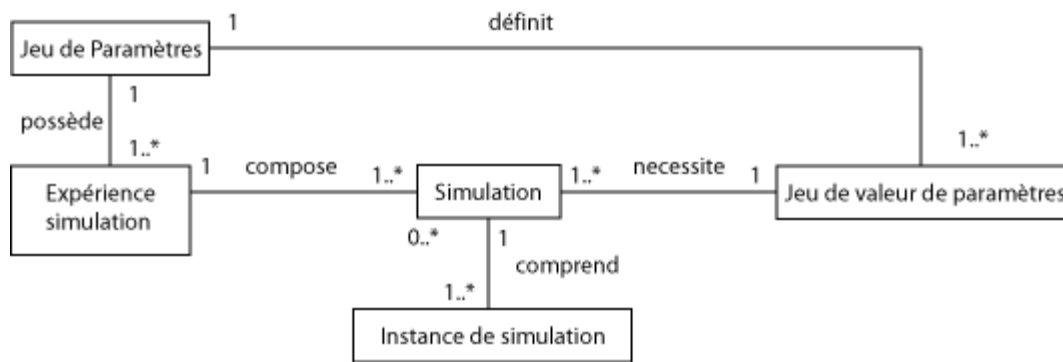 1
définit
Jeu de Paramètres
1
possède
1..*
1..*
1
compose
1..*
1..*
necessite
1
Expérience
simulation
Simulation
Jeu de valeur de paramètres
0..*
1
comprend
1..*
Instance de simulation